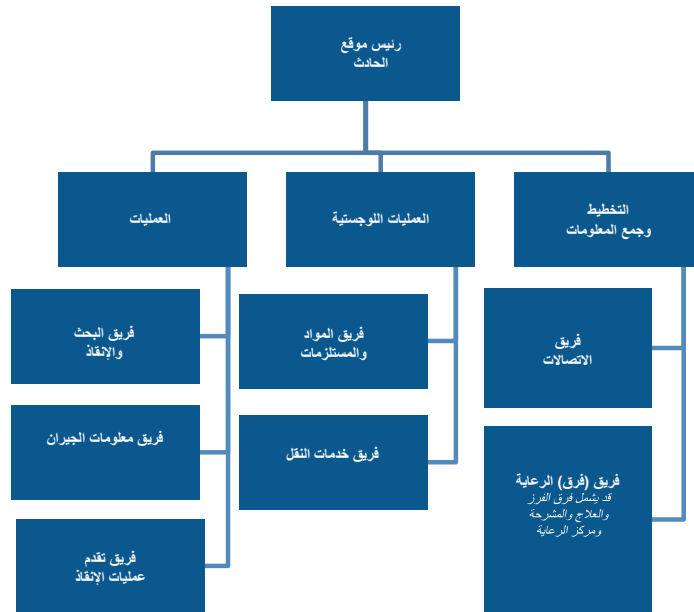 رئيس موقع
الحادث
التخطيط
وجمع المعلومات
العمليات اللوجستية
العمليات
فريق
الاتصالات
فريق (فرق) الرعاية
قد يشمل فرق الفرز
والعلاج والمشرحة
ومركز الرعاية
فريق المواد
والمستلزمات
فريق خدمات النقل
فريق البحث
والإنقاذ
فريق معلومات الجيران
فريق تقدم
عمليات الإنقاذ